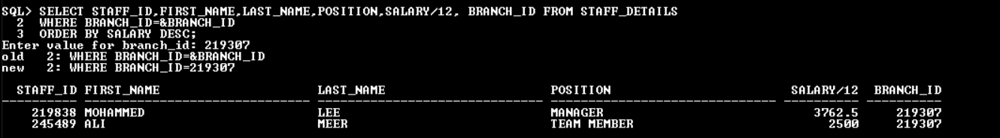 SQL> SELECT STAFF_ID,FIRST_NAME,LAST_NAME,POSITION,SALARY/12, BRANCH_ID FROM STAFF_DETAILS
  2  WHERE BRANCH_ID=&BRANCH_ID
  3  ORDER BY SALARY DESC;
Enter value for branch_id: 219307
old   2: WHERE BRANCH_ID=&BRANCH_ID
new   2: WHERE BRANCH_ID=219307
  STAFF_ID FIRST_NAME                     LAST_NAME                      POSITION                        SALARY/12  BRANCH_ID
---------- ------------------------------ ------------------------------ ------------------------------ ---------- ----------
    219838 MOHAMMED                       LEE                            MANAGER                            3762.5     219307
    245489 ALI                            MEER                           TEAM MEMBER                          2500     219307